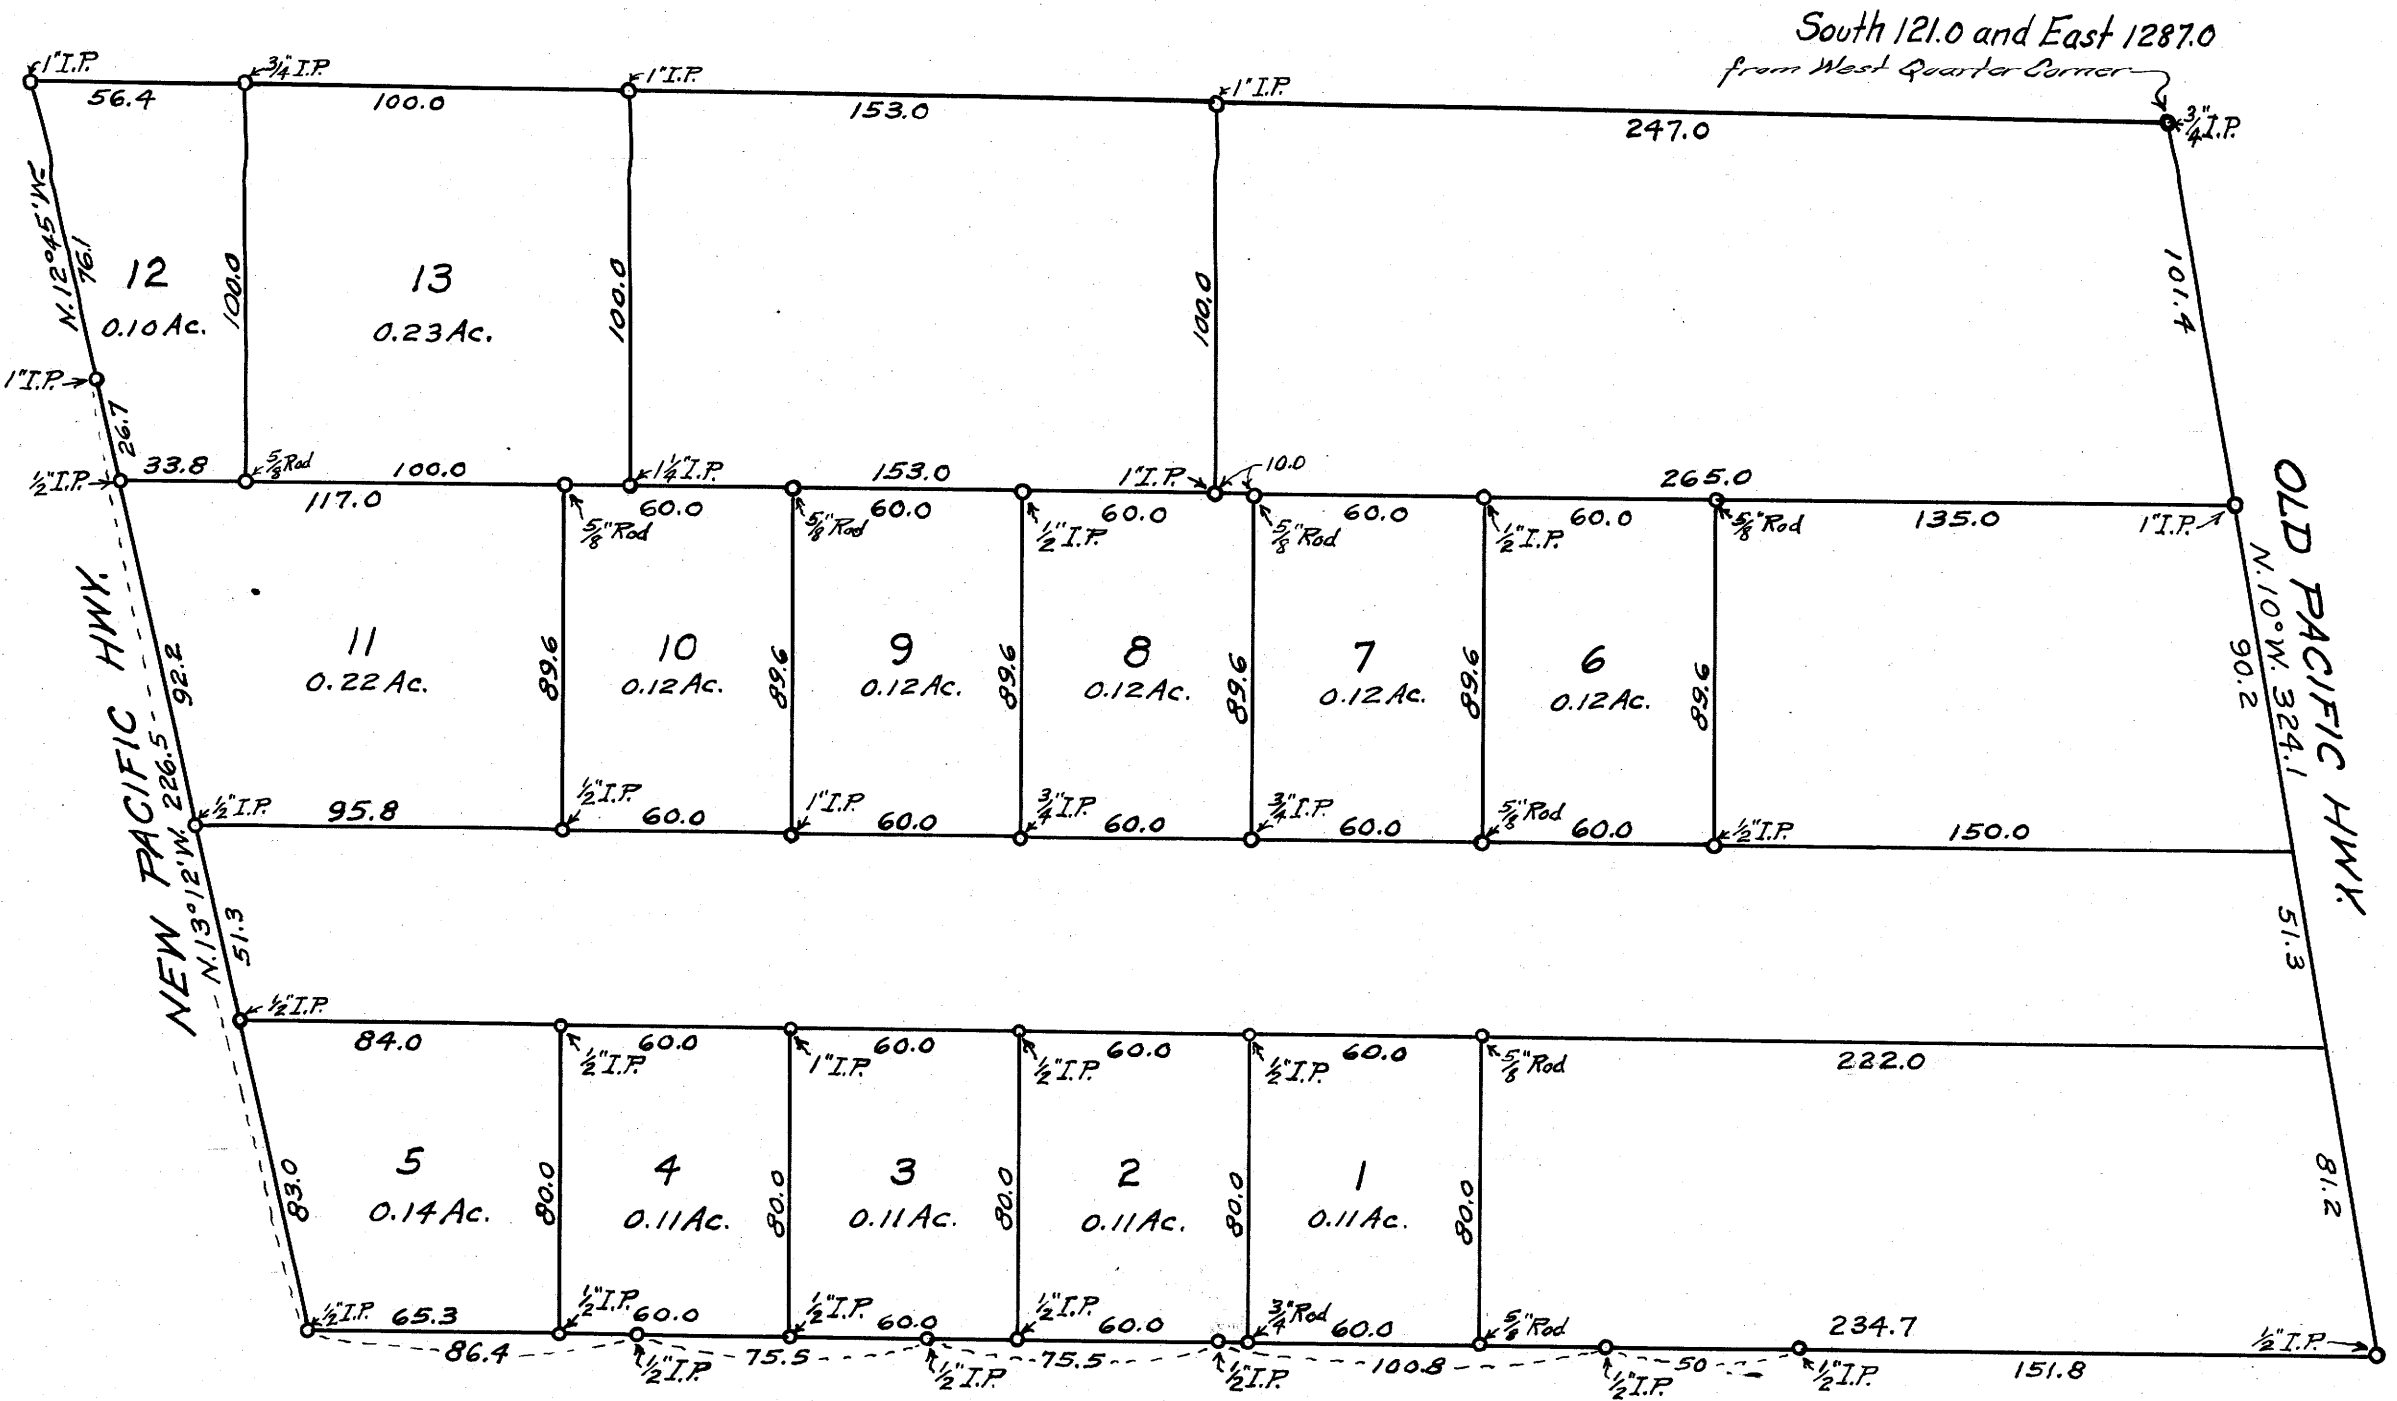 South 121.0 and East 1287.0
from West Quarter Corner
1"I.P.
3/4"I.P.
1"I.P.
1"I.P.
3/4"I.P.
56.4
100.0
153.0
247.0
N.12°45'W.
76.1
12
0.10 Ac.
100.0
13
0.23 Ac.
100.0
100.0
101.4
1"I.P.
26.7
1/2"I.P.
33.8
5/8 Rod
100.0
1 1/4"I.P.
153.0
1"I.P.
10.0
265.0
117.0
5/8" Rod
60.0
5/8" Rod
60.0
1/2"I.P.
60.0
5/8" Rod
60.0
1/2"I.P.
60.0
5/8" Rod
135.0
1"I.P.
OLD PACIFIC HWY.
N.10°W. 324.1
90.2
NEW PACIFIC HWY.
N.13°12'W. 226.5
92.2
11
0.22 Ac.
89.6
10
0.12 Ac.
89.6
9
0.12 Ac.
89.6
8
0.12 Ac.
89.6
7
0.12 Ac.
89.6
6
0.12 Ac.
89.6
1/2"I.P.
95.8
1/2"I.P.
60.0
1"I.P.
60.0
3/4"I.P.
60.0
3/4"I.P.
60.0
5/8" Rod
60.0
1/2"I.P.
150.0
51.3
51.3
1/2"I.P.
84.0
1/2"I.P.
60.0
1"I.P.
60.0
1/2"I.P.
60.0
1/2"I.P.
60.0
5/8" Rod
222.0
83.0
5
0.14 Ac.
80.0
4
0.11 Ac.
80.0
3
0.11 Ac.
80.0
2
0.11 Ac.
80.0
1
0.11 Ac.
80.0
81.2
1/2"I.P.
65.3
1/2"I.P.
60.0
1/2"I.P.
60.0
1/2"I.P.
60.0
3/4" Rod
60.0
5/8" Rod
234.7
1/2"I.P.
86.4
1/2"I.P.
75.5
1/2"I.P.
75.5
1/2"I.P.
100.8
1/2"I.P.
50
1/2"I.P.
151.8